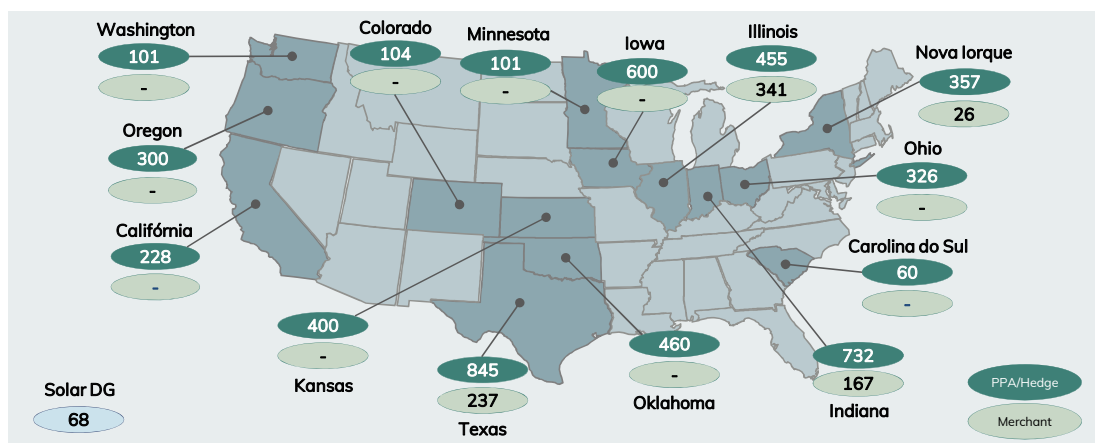 Washington
101
-
Colorado
104
-
Minnesota
101
-
Iowa
600
-
Illinois
455
341
Nova Iorque
357
26
Oregon
300
-
Ohio
326
-
Califórnia
228
-
Carolina do Sul
60
-
400
-
Kansas
845
237
Texas
460
-
Oklahoma
732
167
Indiana
Solar DG
68
PPA/Hedge
Merchant